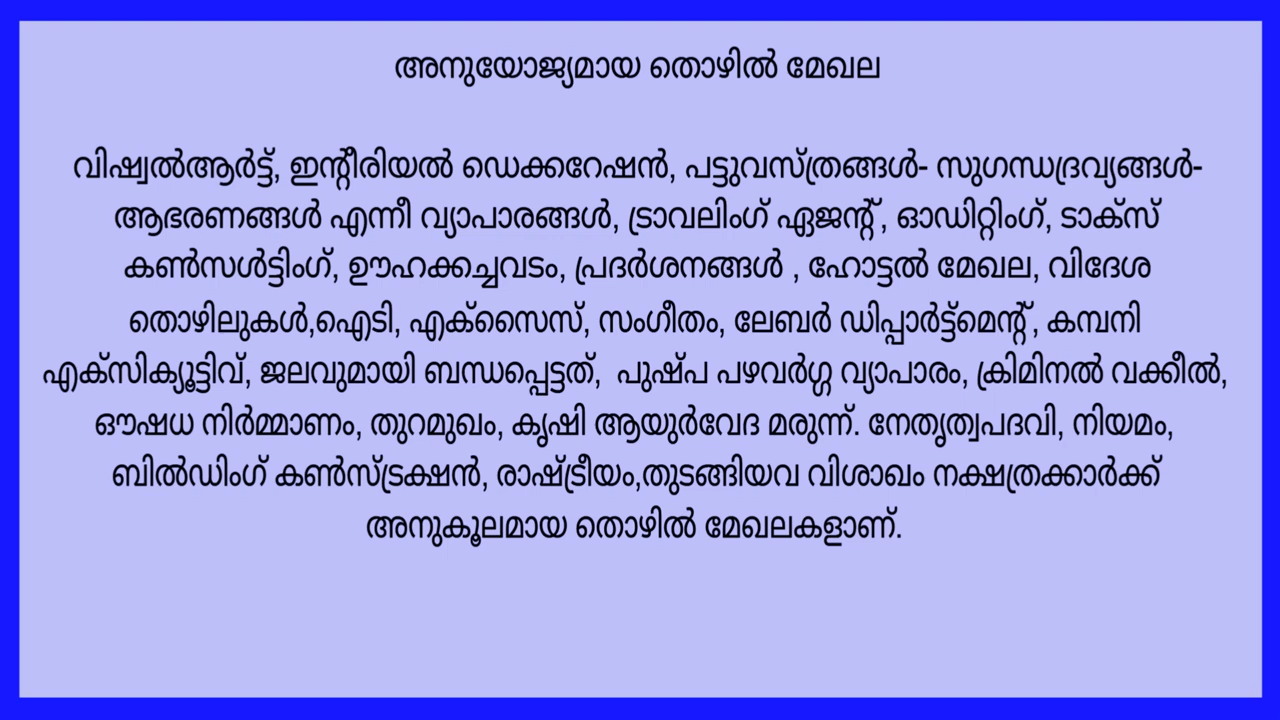 അനുയോജ്യമായ തൊഴിൽ മേഖല
വിഷ്വൽആർട്ട്, ഇന്റീരിയൽ ഡെക്കറേഷൻ, പട്ടുവസ്ത്രങ്ങൾ- സുഗന്ധദ്രവ്യങ്ങൾ-
ആഭരണങ്ങൾ എന്നീ വ്യാപാരങ്ങൾ, ട്രാവലിംഗ് ഏജന്റ് , ഓഡിറ്റിംഗ്, ടാക്സ്
കൺസൾട്ടിംഗ്, ഊഹക്കച്ചവടം, പ്രദർശനങ്ങൾ , ഹോട്ടൽ മേഖല, വിദേശ
തൊഴിലുകൾ,ഐടി, എക്സൈസ്, സംഗീതം, ലേബർ ഡിപ്പാർട്ട്മെന്റ് , കമ്പനി
എക്സിക്യൂട്ടിവ്, ജലവുമായി ബന്ധപ്പെട്ടത്,  പുഷ്പ പഴവർഗ്ഗ വ്യാപാരം, ക്രിമിനൽ വക്കീൽ,
ഔഷധ നിർമ്മാണം, തുറമുഖം, കൃഷി ആയുർവേദ മരുന്ന്. നേതൃത്വപദവി, നിയമം,
ബിൽഡിംഗ് കൺസ്ട്രക്ഷൻ, രാഷ്ട്രീയം,തുടങ്ങിയവ വിശാഖം നക്ഷത്രക്കാർക്ക്
അനുകൂലമായ തൊഴിൽ മേഖലകളാണ്.